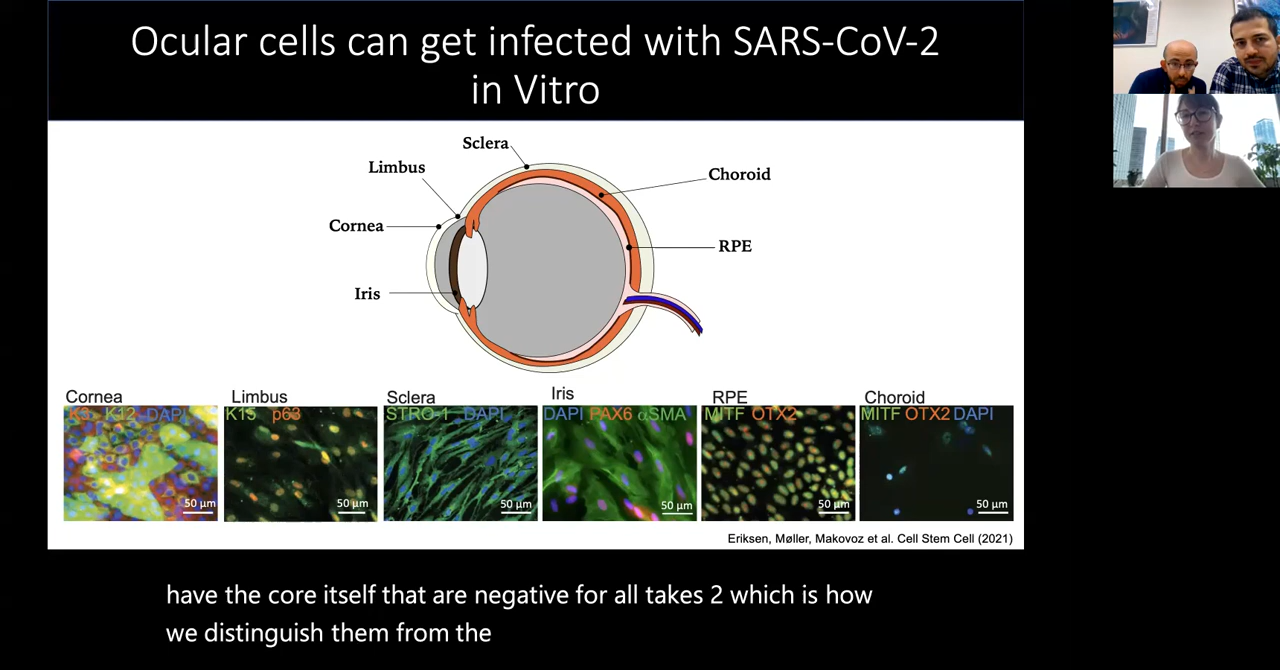 Ocular cells can get infected with SARS-CoV-2
in Vitro
Sclera
Limbus
Choroid
Cornea
RPE
Iris
Cornea
Limbus
Sclera
Iris
RPE
Choroid
K3 K12 DAPI
K15 p63
STRO-1 DAPI
DAPI PAX6 αSMA
MITF OTX2
MITF OTX2 DAPI
50 µm
50 µm
50 µm
50 µm
50 µm
50 µm
Eriksen, Møller, Makovoz et al. Cell Stem Cell (2021)
have the core itself that are negative for all takes 2 which is how
we distinguish them from the